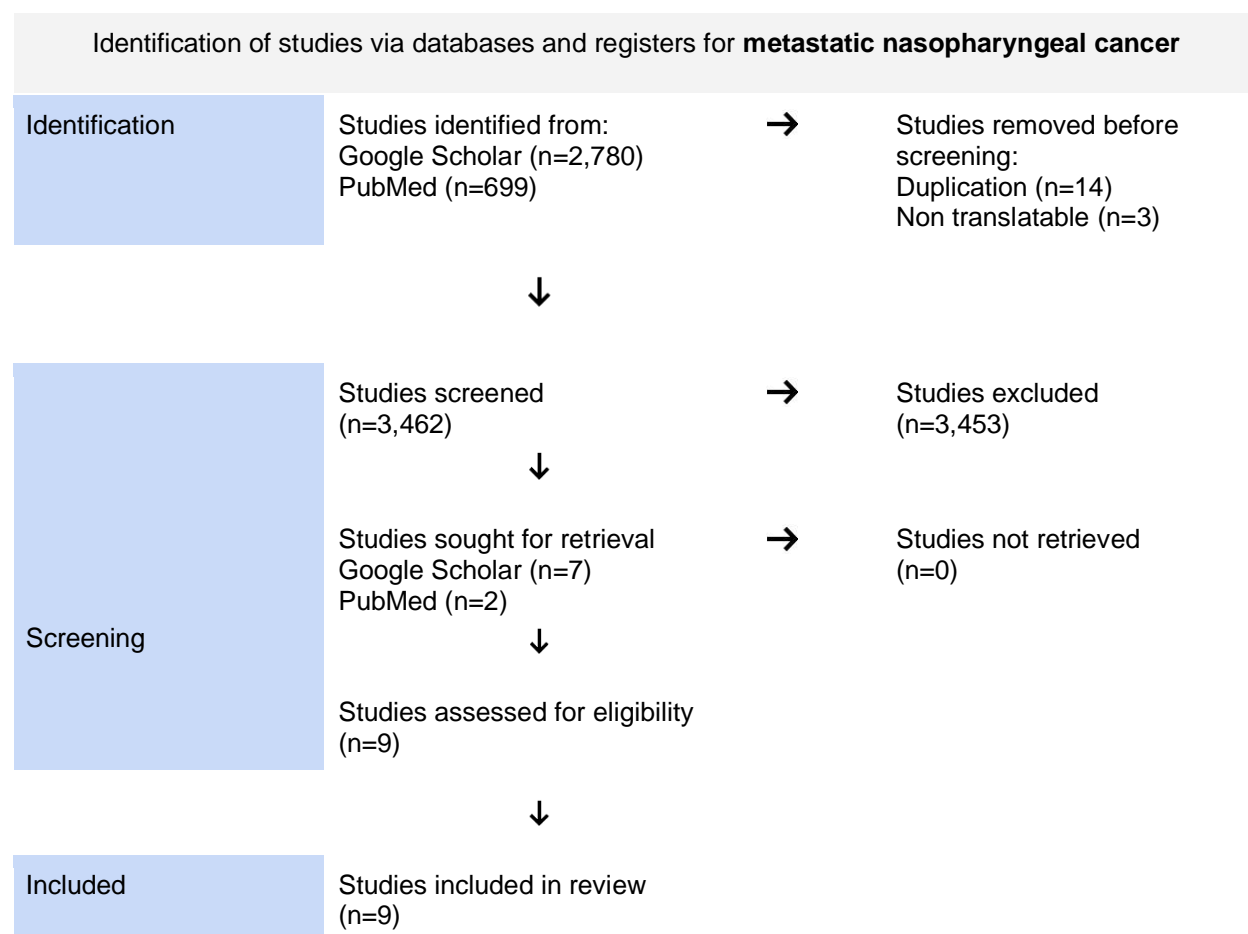 Identification of studies via databases and registers for metastatic nasopharyngeal cancer
Identification
Studies identified from:
Google Scholar (n=2,780)
PubMed (n=699)
Studies removed before
screening:
Duplication (n=14)
Non translatable (n=3)
Screening
Studies screened
(n=3,462)
Studies excluded
(n=3,453)
Studies sought for retrieval
Google Scholar (n=7)
PubMed (n=2)
Studies not retrieved
(n=0)
Studies assessed for eligibility
(n=9)
Included
Studies included in review
(n=9)